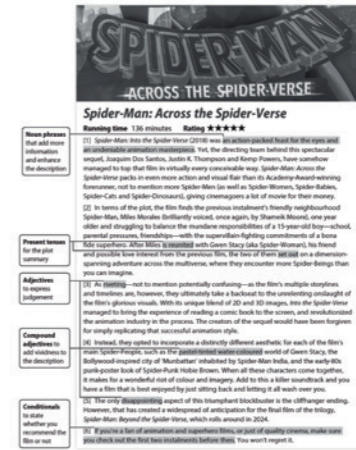 SPIDER-MAN
ACROSS THE SPIDER-VERSE
Spider-Man: Across the Spider-Verse
Running time 136 minutes Rating ★★★★★
Noun phrases
that add more
information
and enhance
the description
[1] Spider-Man: Into the Spider-Verse (2018) was an action-packed feast for the eyes and
an undeniable animation masterpiece. Yet, the directing team behind this spectacular
sequel, Joaquim Dos Santos, Justin K. Thompson and Kemp Powers, have somehow
managed to top that film in virtually every conceivable way. Spider-Man: Across the
Spider-Verse packs in even more action and visual flair than its Academy Award-winning
forerunner, not to mention more Spider-Men (as well as Spider-Women, Spider-Babies,
Spider-Cats and Spider-Dinosaurs), giving cinemagoers a lot of movie for their money.
[2] In terms of the plot, the film finds the previous instalment's friendly neighbourhood
Spider-Man, Miles Morales (brilliantly voiced, once again, by Shameik Moore), one year
older and struggling to balance the mundane responsibilities of a 15-year-old boy—school,
parental pressures, friendships—with the supervillain-fighting commitments of a bona
fide superhero. After Miles is reunited with Gwen Stacy (aka Spider-Woman), his friend
and possible love interest from the previous film, the two of them set out on a dimension-
spanning adventure across the multiverse, where they encounter more Spider-Beings than
you can imagine.
Present tenses
for the plot
summary
Adjectives
to express
judgement
[3] As riveting—not to mention potentially confusing—as the film's multiple storylines
and timelines are, however, they ultimately take a backseat to the unrelenting onslaught of
the film's glorious visuals. With its unique blend of 2D and 3D images, Into the Spider-Verse
managed to bring the experience of reading a comic book to the screen, and revolutionized
the animation industry in the process. The creators of the sequel would have been forgiven
for simply replicating that successful animation style.
Compound
adjectives to
add vividness to
the description
[4] Instead, they opted to incorporate a distinctly different aesthetic for each of the film's
main Spider-People, such as the pastel-tinted water-coloured world of Gwen Stacy, the
Bollywood-inspired city of 'Mumbattan' inhabited by Spider-Man India, and the early-80s
punk-poster look of Spider-Punk Hobie Brown. When all these characters come together,
it makes for a wonderful riot of colour and imagery. Add to this a killer soundtrack and you
have a film that is best enjoyed by just sitting back and letting it all wash over you.
Conditionals
to state
whether you
recommend the
film or not
[5] The only disappointing aspect of this triumphant blockbuster is the cliffhanger ending.
However, that has created a widespread of anticipation for the final film of the trilogy,
Spider-Man: Beyond the Spider-Verse, which rolls around in 2024.
[6] If you're a fan of animation and superhero films, or just of quality cinema, make sure
you check out the first two instalments before then. You won't regret it.